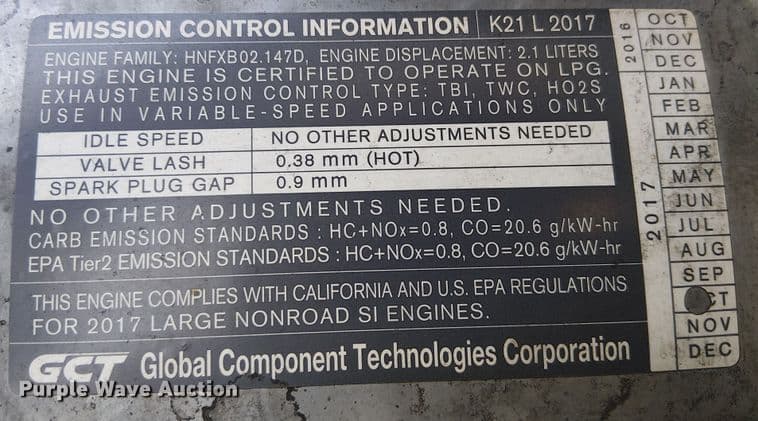 EMISSION CONTROL INFORMATION K21 L 2017
ENGINE FAMILY: HNFXB02.147D, ENGINE DISPLACEMENT: 2.1 LITERS
THIS ENGINE IS CERTIFIED TO OPERATE ON LPG.
EXHAUST EMISSION CONTROL TYPE: TBI, TWC, HO2S
USE IN VARIABLE-SPEED APPLICATIONS ONLY
IDLE SPEED NO OTHER ADJUSTMENTS NEEDED
VALVE LASH 0.38 mm (HOT)
SPARK PLUG GAP 0.9 mm
NO OTHER ADJUSTMENTS NEEDED.
CARB EMISSION STANDARDS : HC+NOx=0.8, CO=20.6 g/kW-hr
EPA Tier2 EMISSION STANDARDS : HC+NOx=0.8, CO=20.6 g/kW-hr
THIS ENGINE COMPLIES WITH CALIFORNIA AND U.S. EPA REGULATIONS
FOR 2017 LARGE NONROAD SI ENGINES.
GCT Global Component Technologies Corporation
2016
OCT
NOV
DEC
2017
JAN
FEB
MAR
APR
MAY
JUN
JUL
AUG
SEP
CT
NOV
DEC
Purple Wave Auction